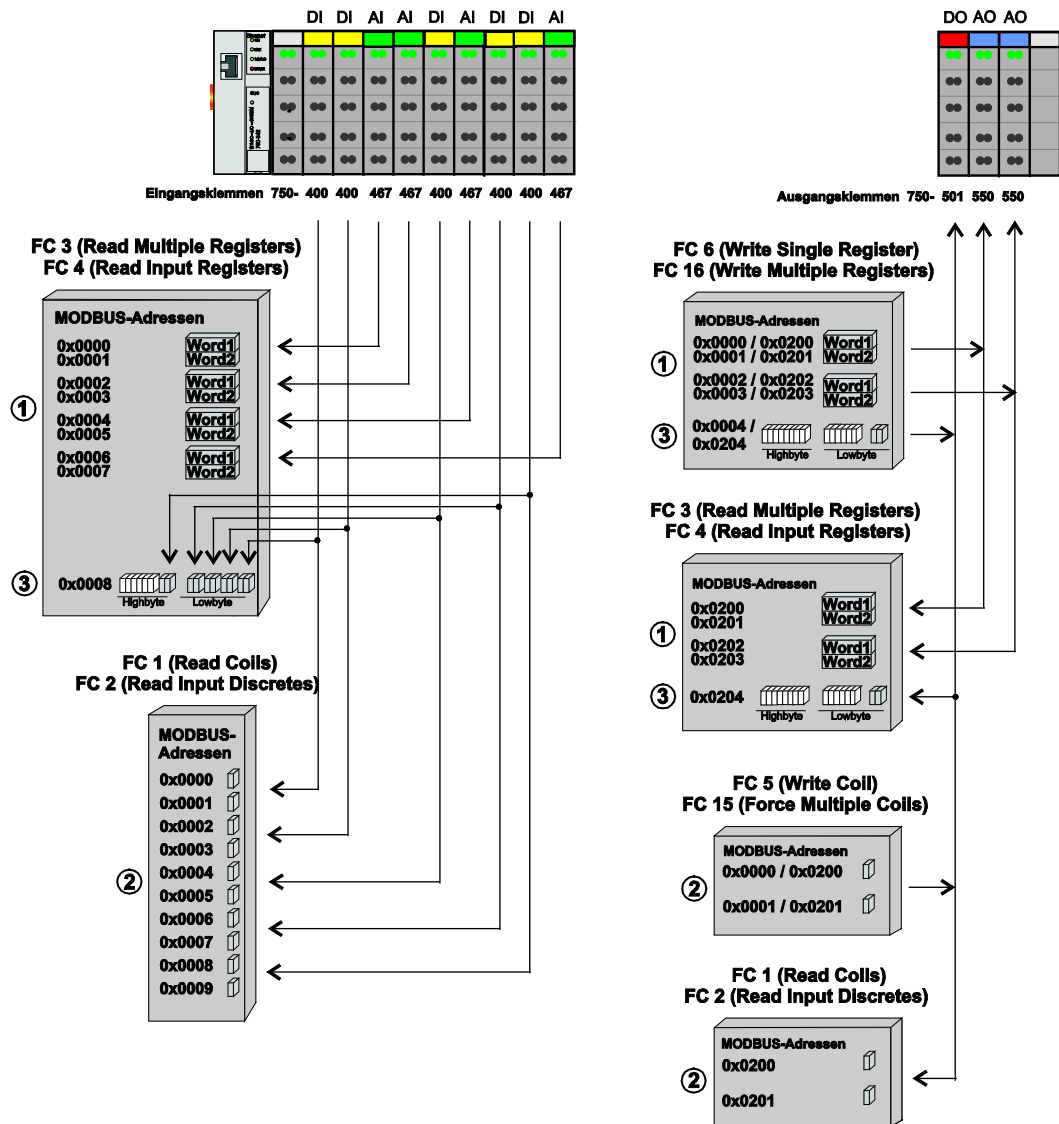 DI DI AI AI DI AI DI DI AI
Eingangsklemmen 750- 400 400 467 467 400 467 400 400 467
FC 3 (Read Multiple Registers)
FC 4 (Read Input Registers)
MODBUS-Adressen
0x0000 Word1
0x0001 Word2
0x0002 Word1
0x0003 Word2
① 
0x0004 Word1
0x0005 Word2
0x0006 Word1
0x0007 Word2
③ 0x0008
Highbyte Lowbyte
FC 1 (Read Coils)
FC 2 (Read Input Discretes)
MODBUS-
Adressen
0x0000
0x0001
0x0002
0x0003
② 0x0004
0x0005
0x0006
0x0007
0x0008
0x0009
DO AO AO
Ausgangsklemmen 750- 501 550 550
FC 6 (Write Single Register)
FC 16 (Write Multiple Registers)
MODBUS-Adressen
0x0000 / 0x0200 Word1
0x0001 / 0x0201 Word2
①
0x0002 / 0x0202 Word1
0x0003 / 0x0203 Word2
③ 0x0004 /
0x0204
Highbyte Lowbyte
FC 3 (Read Multiple Registers)
FC 4 (Read Input Registers)
MODBUS-Adressen
0x0200 Word1
0x0201 Word2
①
0x0202 Word1
0x0203 Word2
③ 0x0204
Highbyte Lowbyte
FC 5 (Write Coil)
FC 15 (Force Multiple Coils)
MODBUS-Adressen
0x0000 / 0x0200
②
0x0001 / 0x0201
FC 1 (Read Coils)
FC 2 (Read Input Discretes)
MODBUS-Adressen
0x0200
②
0x0201